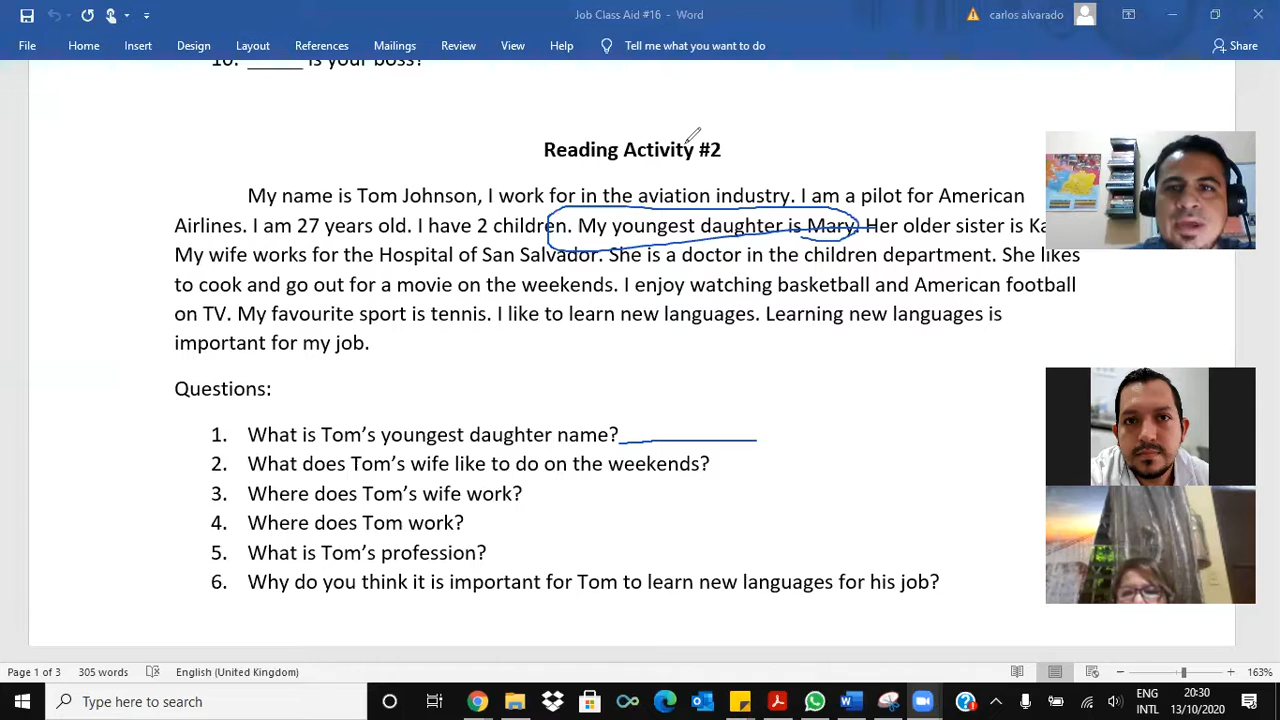 Job Class Aid #16 - Word
carlos alvarado
File Home Insert Design Layout References Mailings Review View Help Tell me what you want to do Share
10. _____ is your boss?
Reading Activity #2
My name is Tom Johnson, I work for in the aviation industry. I am a pilot for American
Airlines. I am 27 years old. I have 2 children. My youngest daughter is Mary. Her older sister is
My wife works for the Hospital of San Salvador. She is a doctor in the children department. She likes
to cook and go out for a movie on the weekends. I enjoy watching basketball and American football
on TV. My favourite sport is tennis. I like to learn new languages. Learning new languages is
important for my job.
Questions:
1. What is Tom's youngest daughter name?
2. What does Tom's wife like to do on the weekends?
3. Where does Tom's wife work?
4. Where does Tom work?
5. What is Tom's profession?
6. Why do you think it is important for Tom to learn new languages for his job?
Page 1 of 3 305 words English (United Kingdom) 163%
Type here to search
ENG 20:30
INTL 13/10/2020